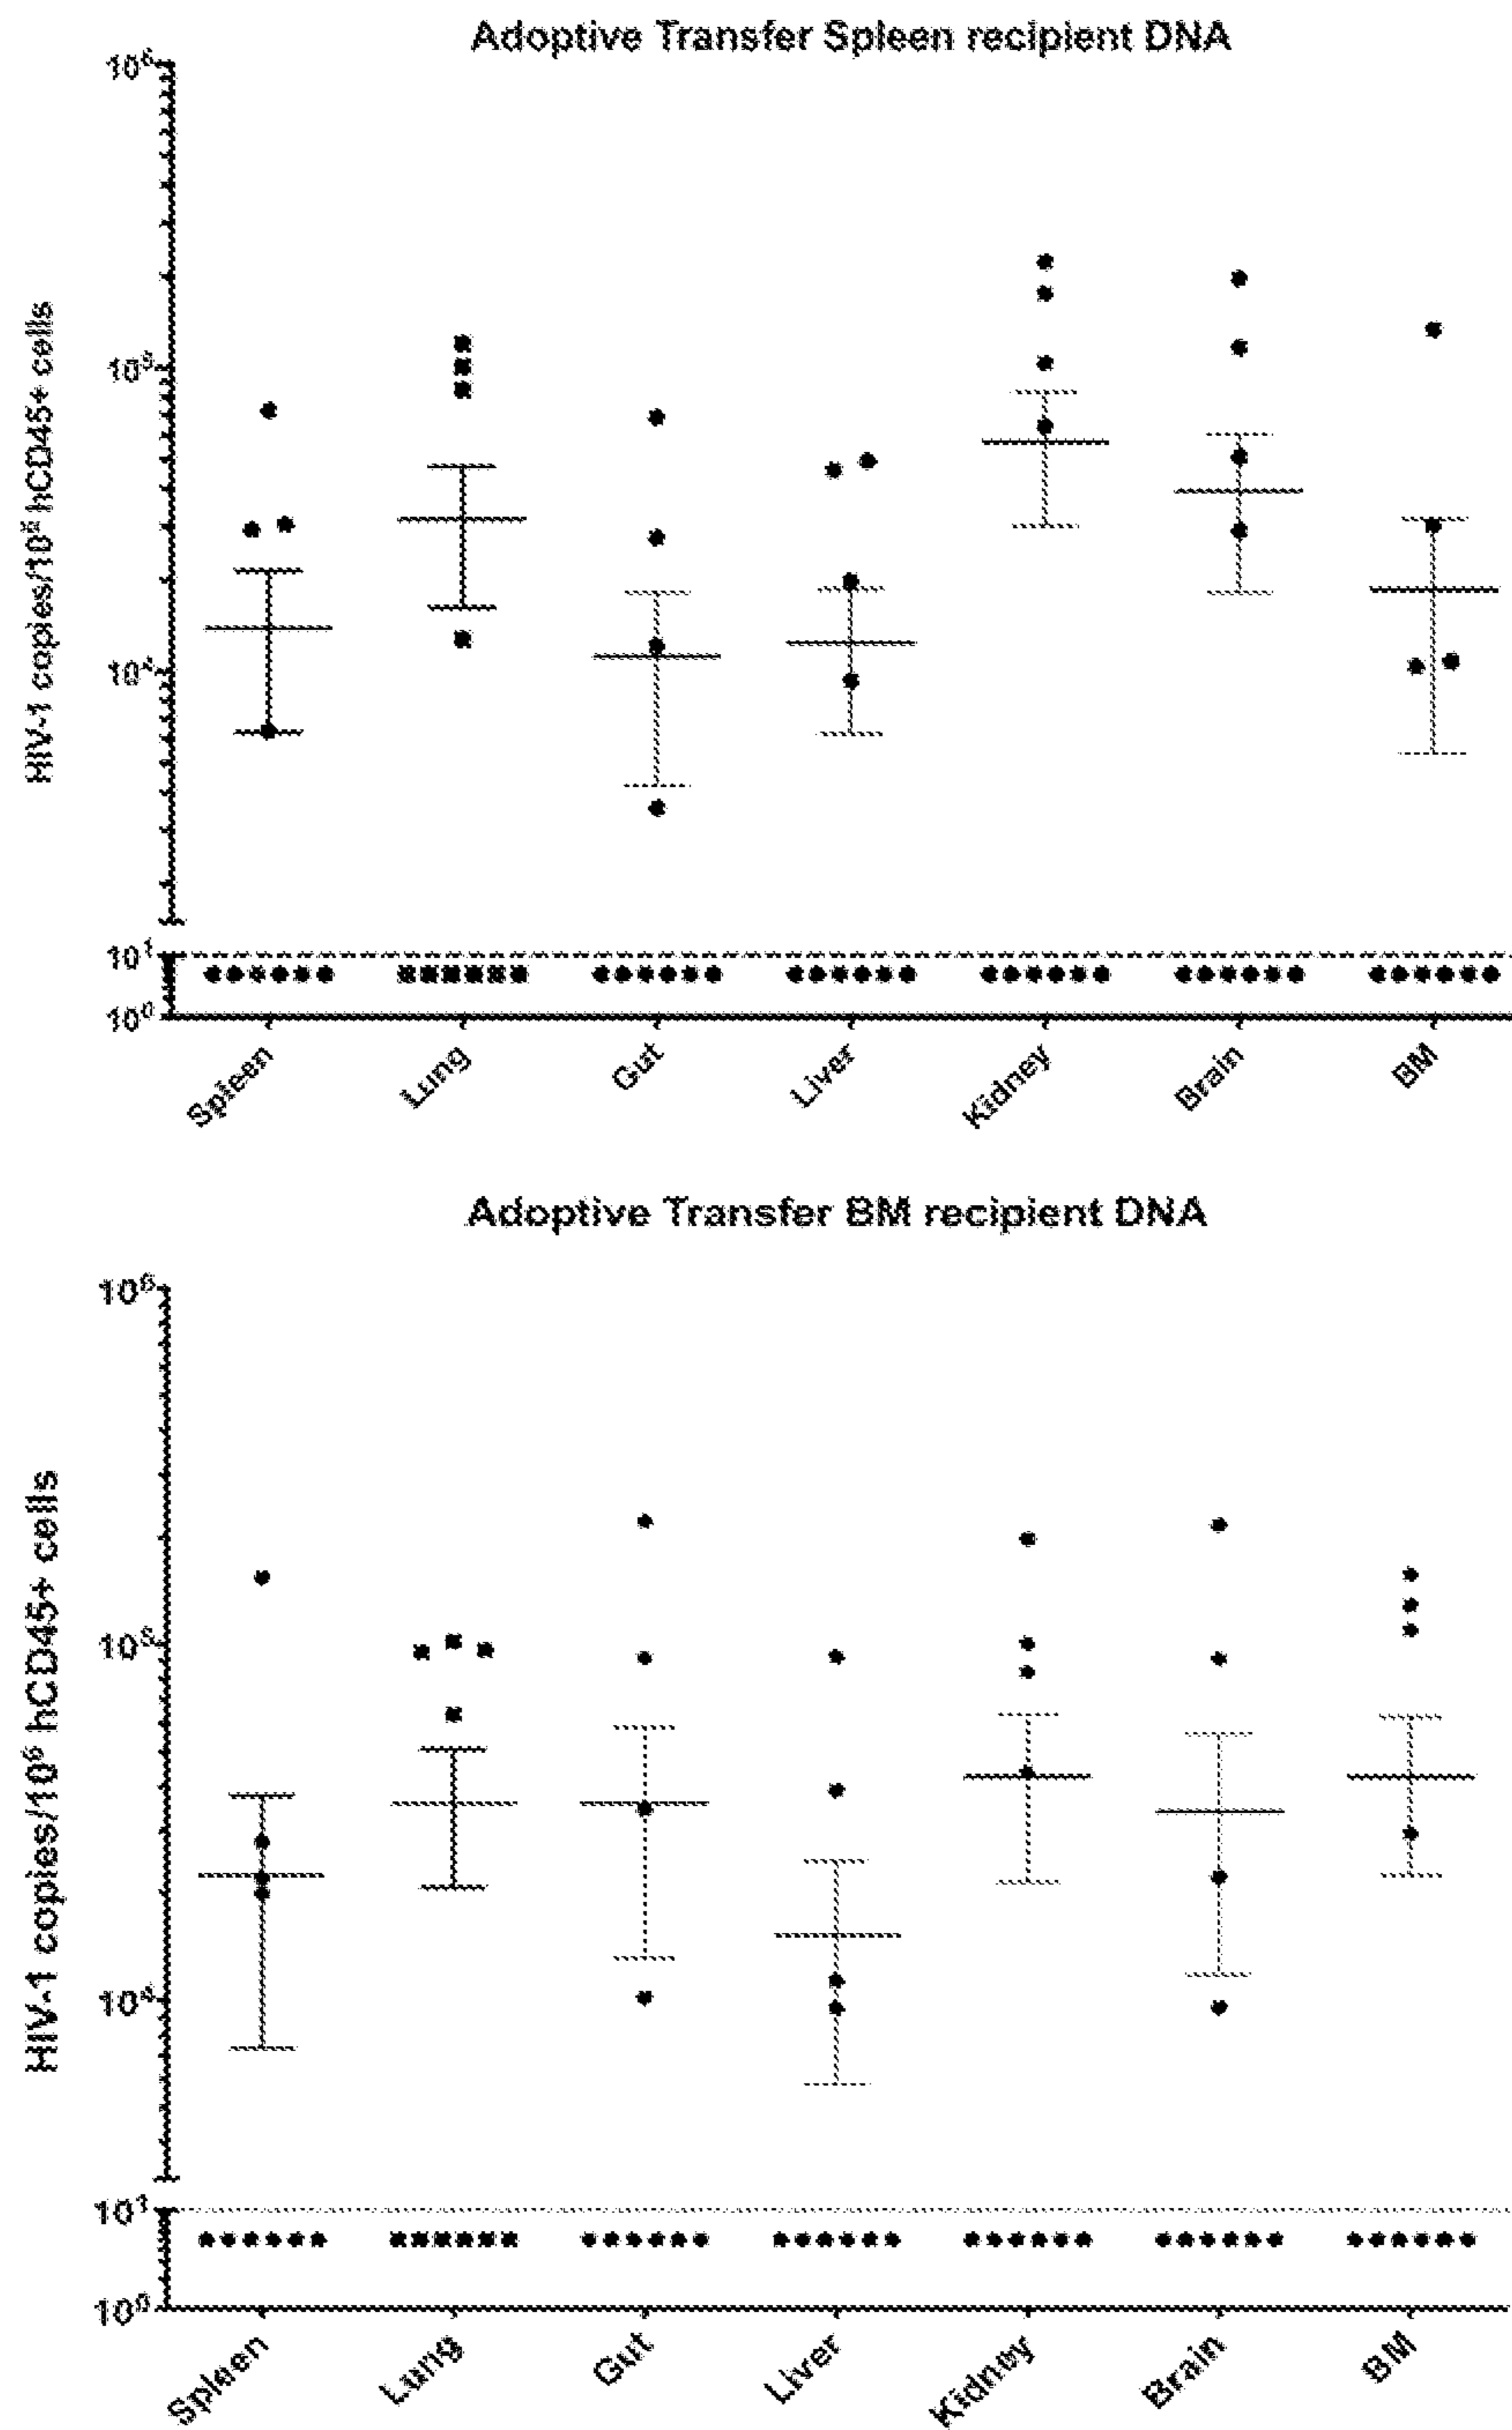 Adoptive Transfer Spleen recipient DNA
HIV-1 copies/10⁶ hCD45+ cells
10⁶
10⁵
10⁴
10¹
10⁰
Spleen
Lung
Gut
Liver
Kidney
Brain
BM
Adoptive Transfer BM recipient DNA
HIV-1 copies/10⁶ hCD45+ cells
10⁶
10⁵
10⁴
10¹
10⁰
Spleen
Lung
Gut
Liver
Kidney
Brain
BM